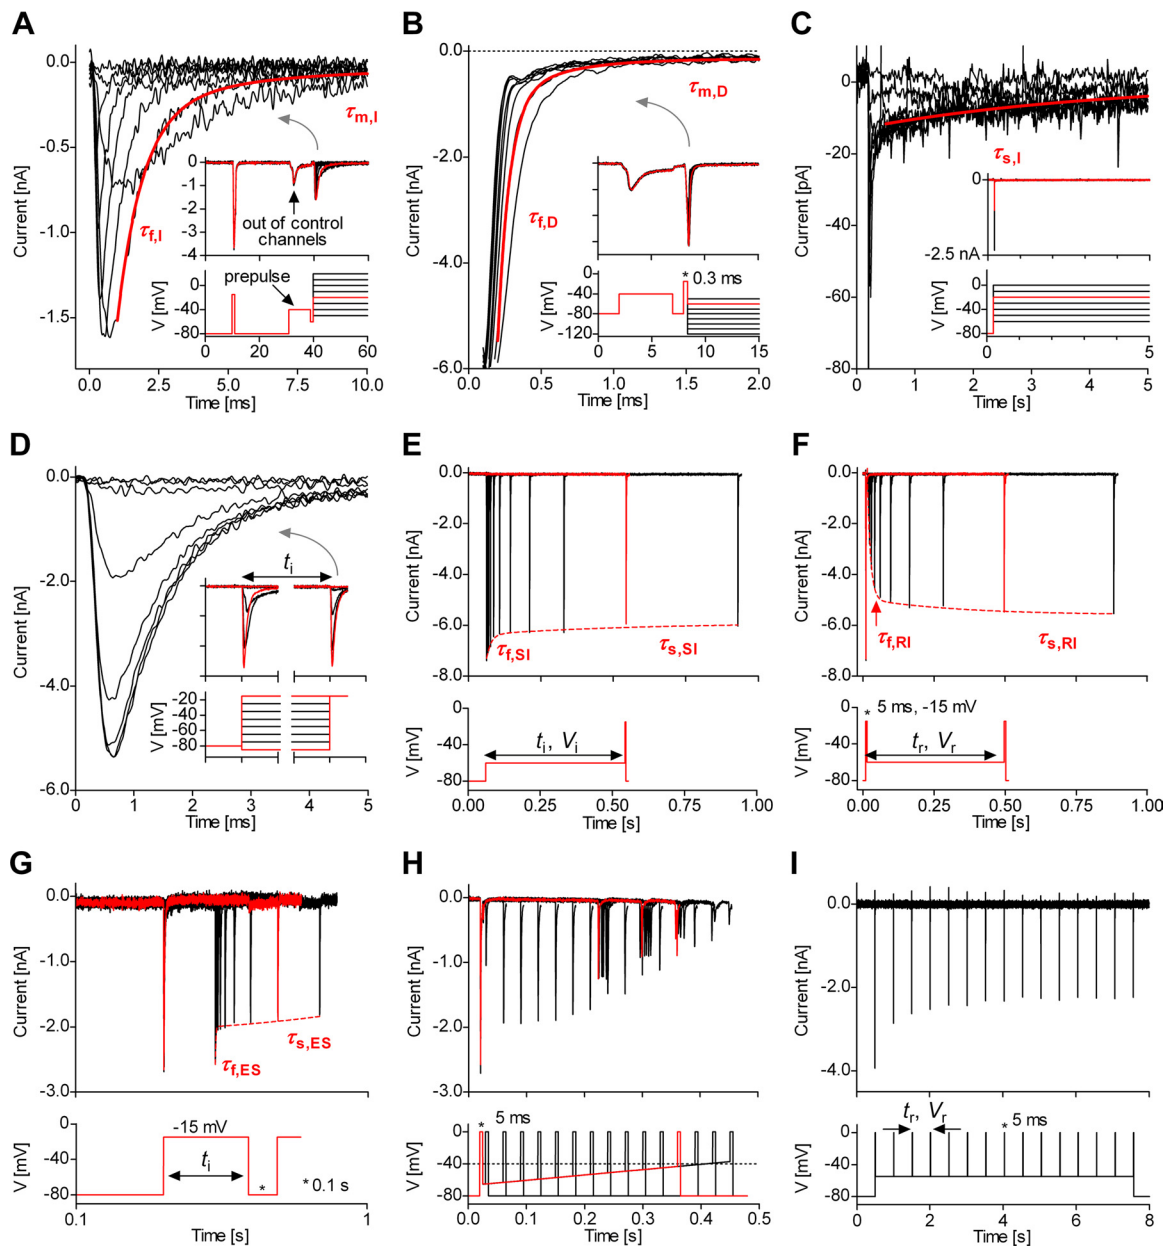 A
0.0
-0.5
-1.0
-1.5
Current [nA]
0.0
2.5
5.0
7.5
10.0
Time [ms]
τm,I
τf,I
0
-1
-2
-3
-4
out of control
channels
prepulse
0
-40
-80
V [mV]
0
20
40
60
B
0.0
-2.0
-4.0
-6.0
Current [nA]
0.0
0.5
1.0
1.5
2.0
Time [ms]
τm,D
τf,D
* 0.3 ms
0
-40
-80
-120
V [mV]
0
5
10
15
C
0
-20
-40
-60
-80
Current [pA]
0
1
2
3
4
5
Time [s]
τs,I
0
-2.5 nA
0
-40
-80
V [mV]
0
5
D
0.0
-2.0
-4.0
-6.0
Current [nA]
0
1
2
3
4
5
Time [ms]
ti
-20
-40
-60
-80
V [mV]
E
0.0
-2.0
-4.0
-6.0
-8.0
Current [nA]
τf,SI
τs,SI
0
-40
-80
V [mV]
ti, Vi
0.00
0.25
0.50
0.75
1.00
Time [s]
F
0.0
-2.0
-4.0
-6.0
-8.0
Current [nA]
τf,RI
τs,RI
0
-40
-80
V [mV]
* 5 ms, -15 mV
tr, Vr
0.00
0.25
0.50
0.75
1.00
Time [s]
G
0.0
-1.0
-2.0
-3.0
Current [nA]
τf,ES
τs,ES
0
-40
-80
V [mV]
-15 mV
ti
*
*0.1 s
0.1
1
Time [s]
H
0.0
-1.0
-2.0
-3.0
Current [nA]
0
-40
-80
V [mV]
* 5 ms
0.0
0.1
0.2
0.3
0.4
0.5
Time [s]
I
0.0
-2.0
-4.0
Current [nA]
0
-40
-80
V [mV]
tr, Vr
* 5 ms
0
2
4
6
8
Time [s]